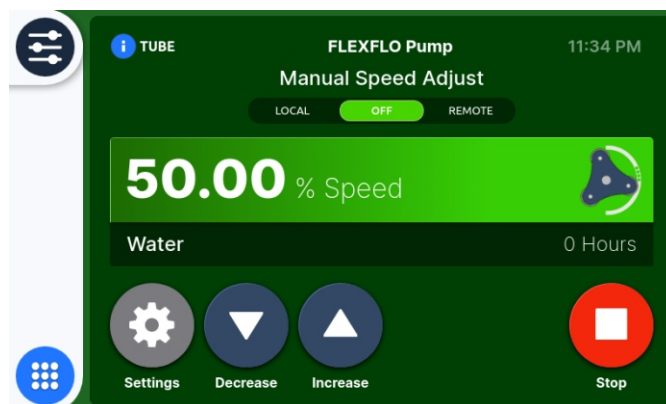 TUBE FLEXFLO Pump 11:34 PM
Manual Speed Adjust
LOCAL OFF REMOTE
50.00 % Speed
Water 0 Hours
Settings Decrease Increase Stop